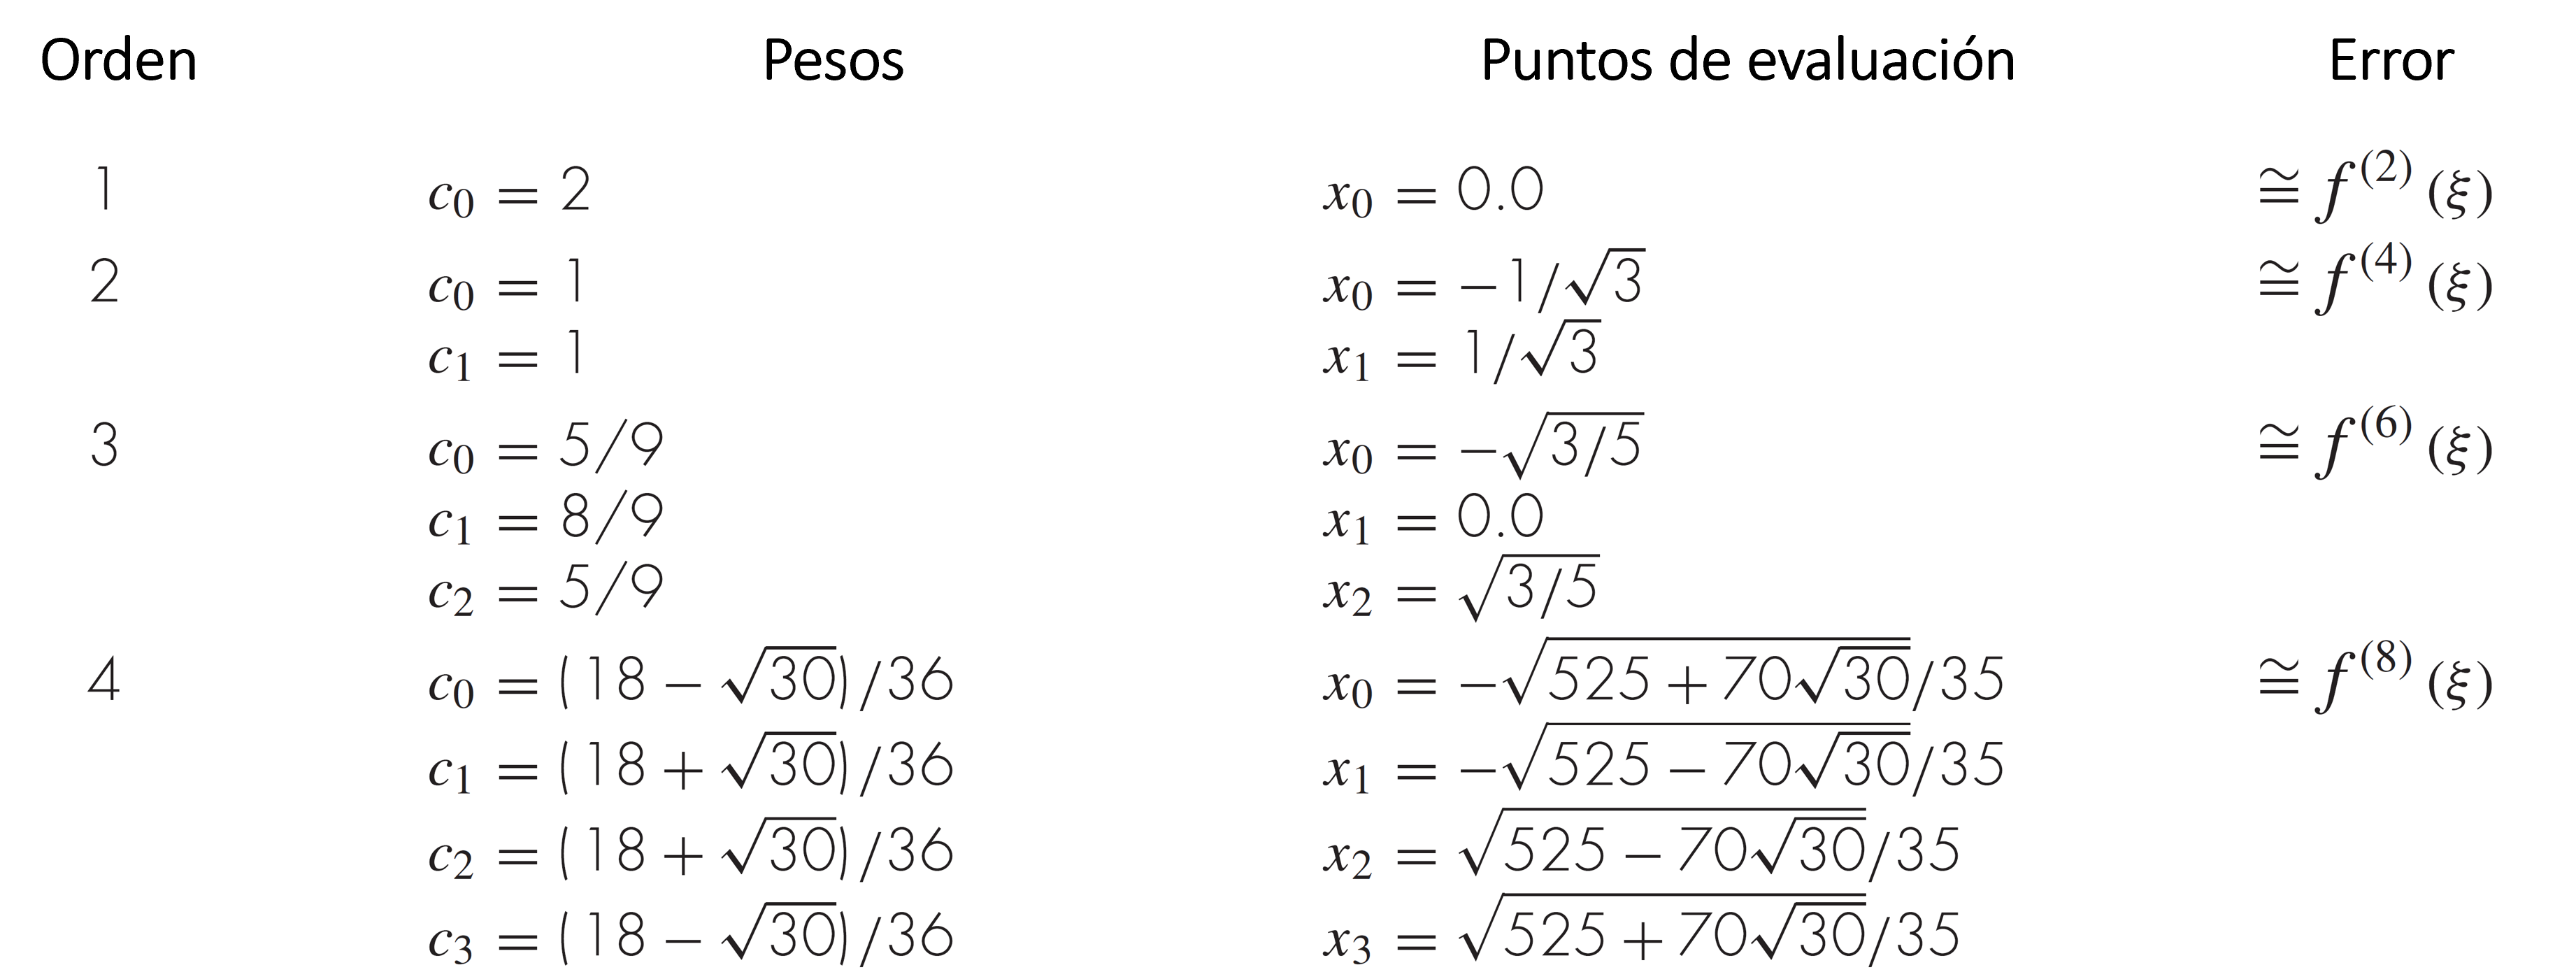 Orden Pesos Puntos de evaluación Error
1 c₀ = 2 x₀ = 0.0 ≅ f⁽²⁾(ξ)
2 c₀ = 1 x₀ = −1/√3 ≅ f⁽⁴⁾(ξ)
c₁ = 1 x₁ = 1/√3
3 c₀ = 5/9 x₀ = −√(3/5) ≅ f⁽⁶⁾(ξ)
c₁ = 8/9 x₁ = 0.0
c₂ = 5/9 x₂ = √(3/5)
4 c₀ = (18 − √30)/36 x₀ = −√(525 + 70√30)/35 ≅ f⁽⁸⁾(ξ)
c₁ = (18 + √30)/36 x₁ = −√(525 − 70√30)/35
c₂ = (18 + √30)/36 x₂ = √(525 − 70√30)/35
c₃ = (18 − √30)/36 x₃ = √(525 + 70√30)/35